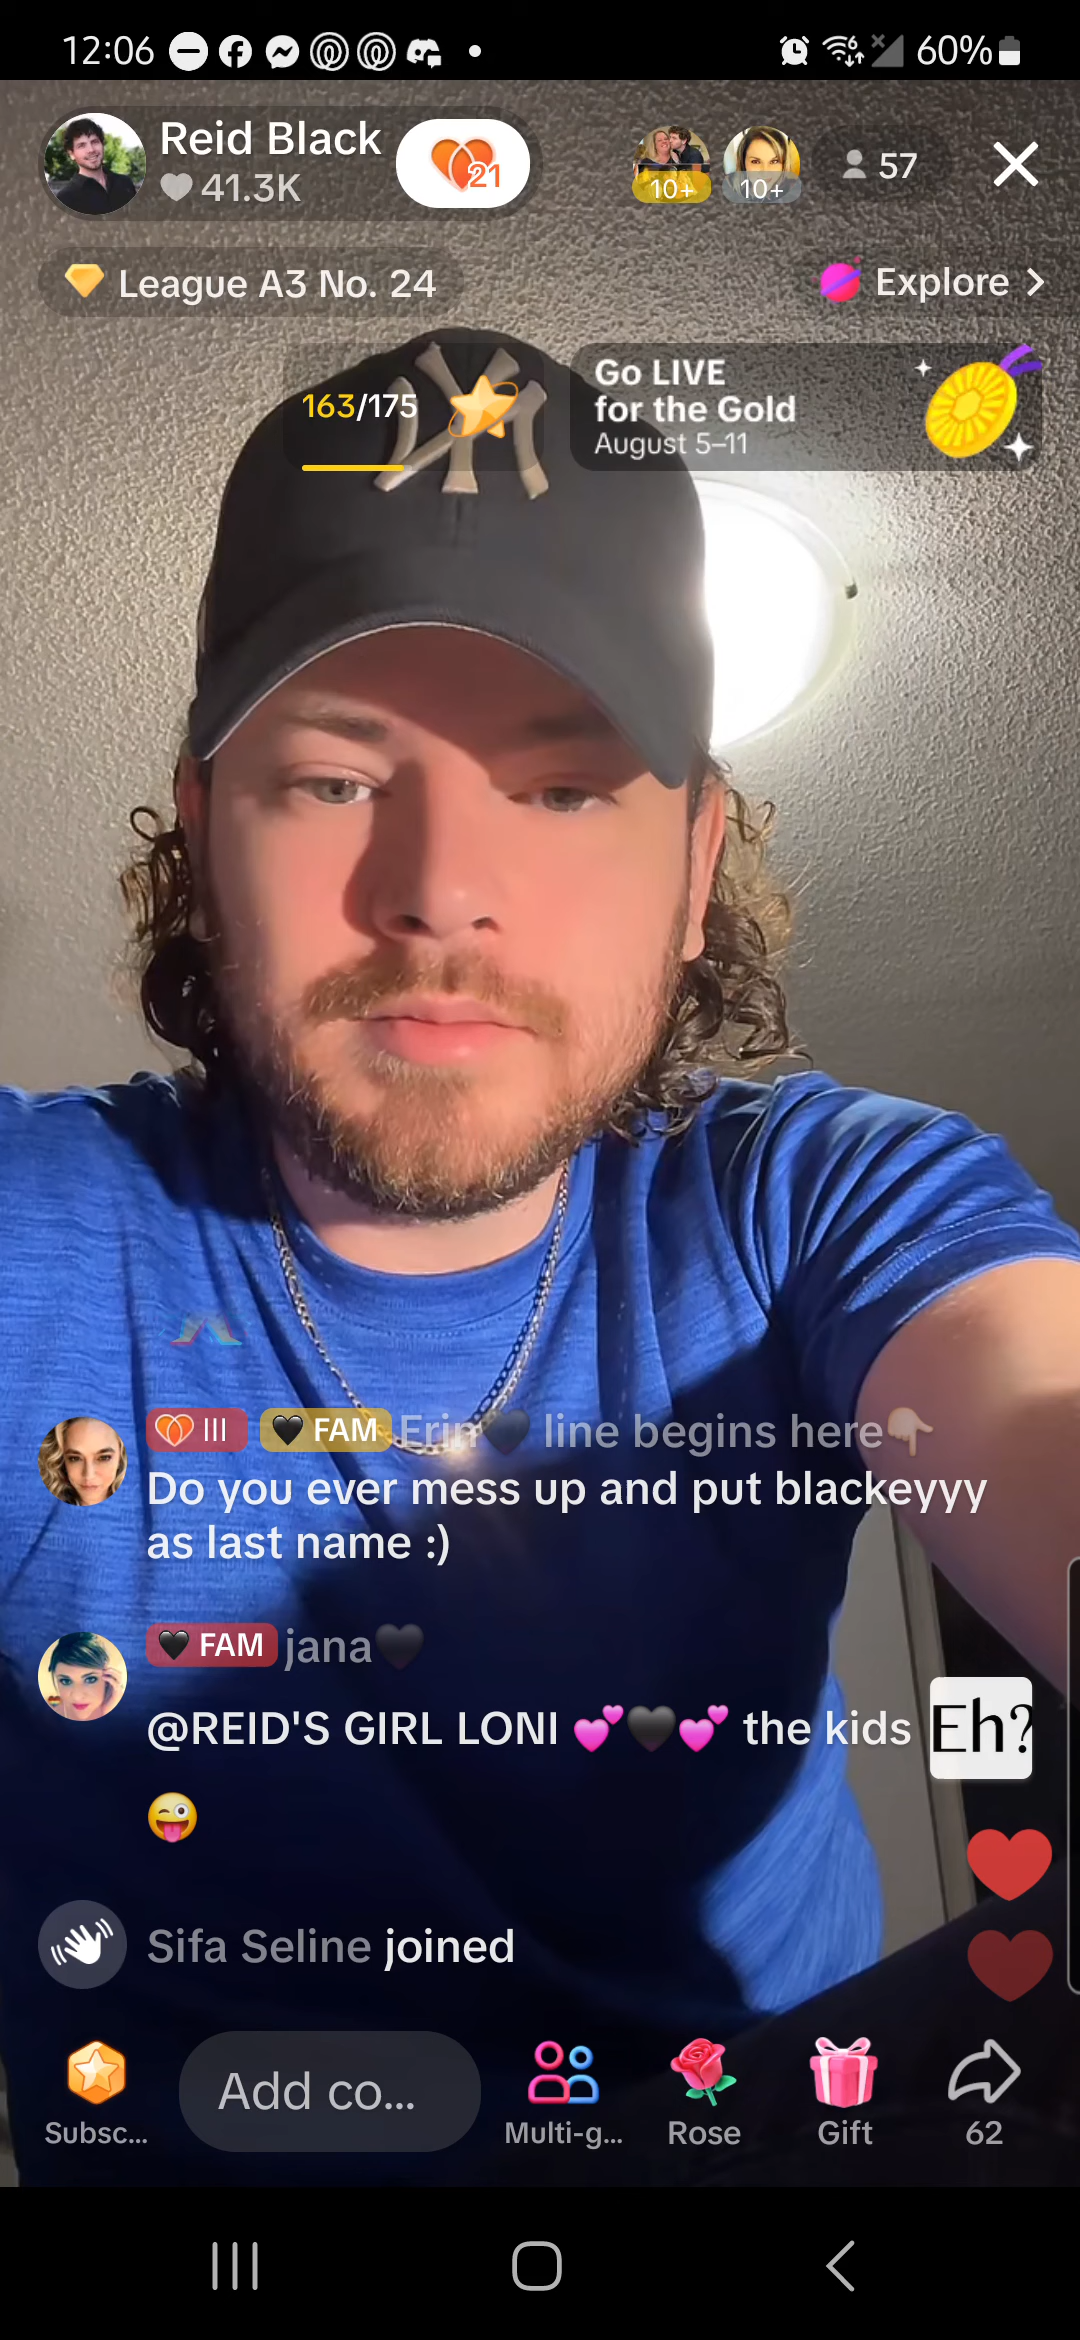 12:06
60%
Reid Black
41.3K
21
10+
10+
57
League A3 No. 24
Explore
163/175
Go LIVE
for the Gold
August 5–11
NY
III
FAM Erin🖤 line begins here👇🏻
Do you ever mess up and put blackeyyy
as last name :)
🖤 FAM jana🖤
@REID'S GIRL LONI 💕🖤💕 the kids Eh?
😜
Sifa Seline joined
Add co...
Subsc...
Multi-g...
Rose
Gift
62